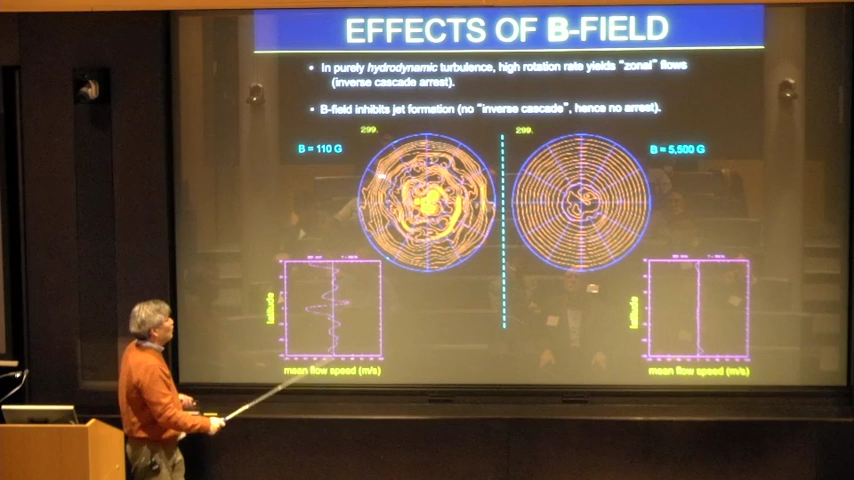 EFFECTS OF B-FIELD
• In purely hydrodynamic turbulence, high rotation rate yields "zonal" flows
(inverse cascade arrest).
• B-field inhibits jet formation (no "inverse cascade", hence no arrest).
299.
299.
B = 110 G
B = 5,500 G
latitude
latitude
mean flow speed (m/s)
mean flow speed (m/s)